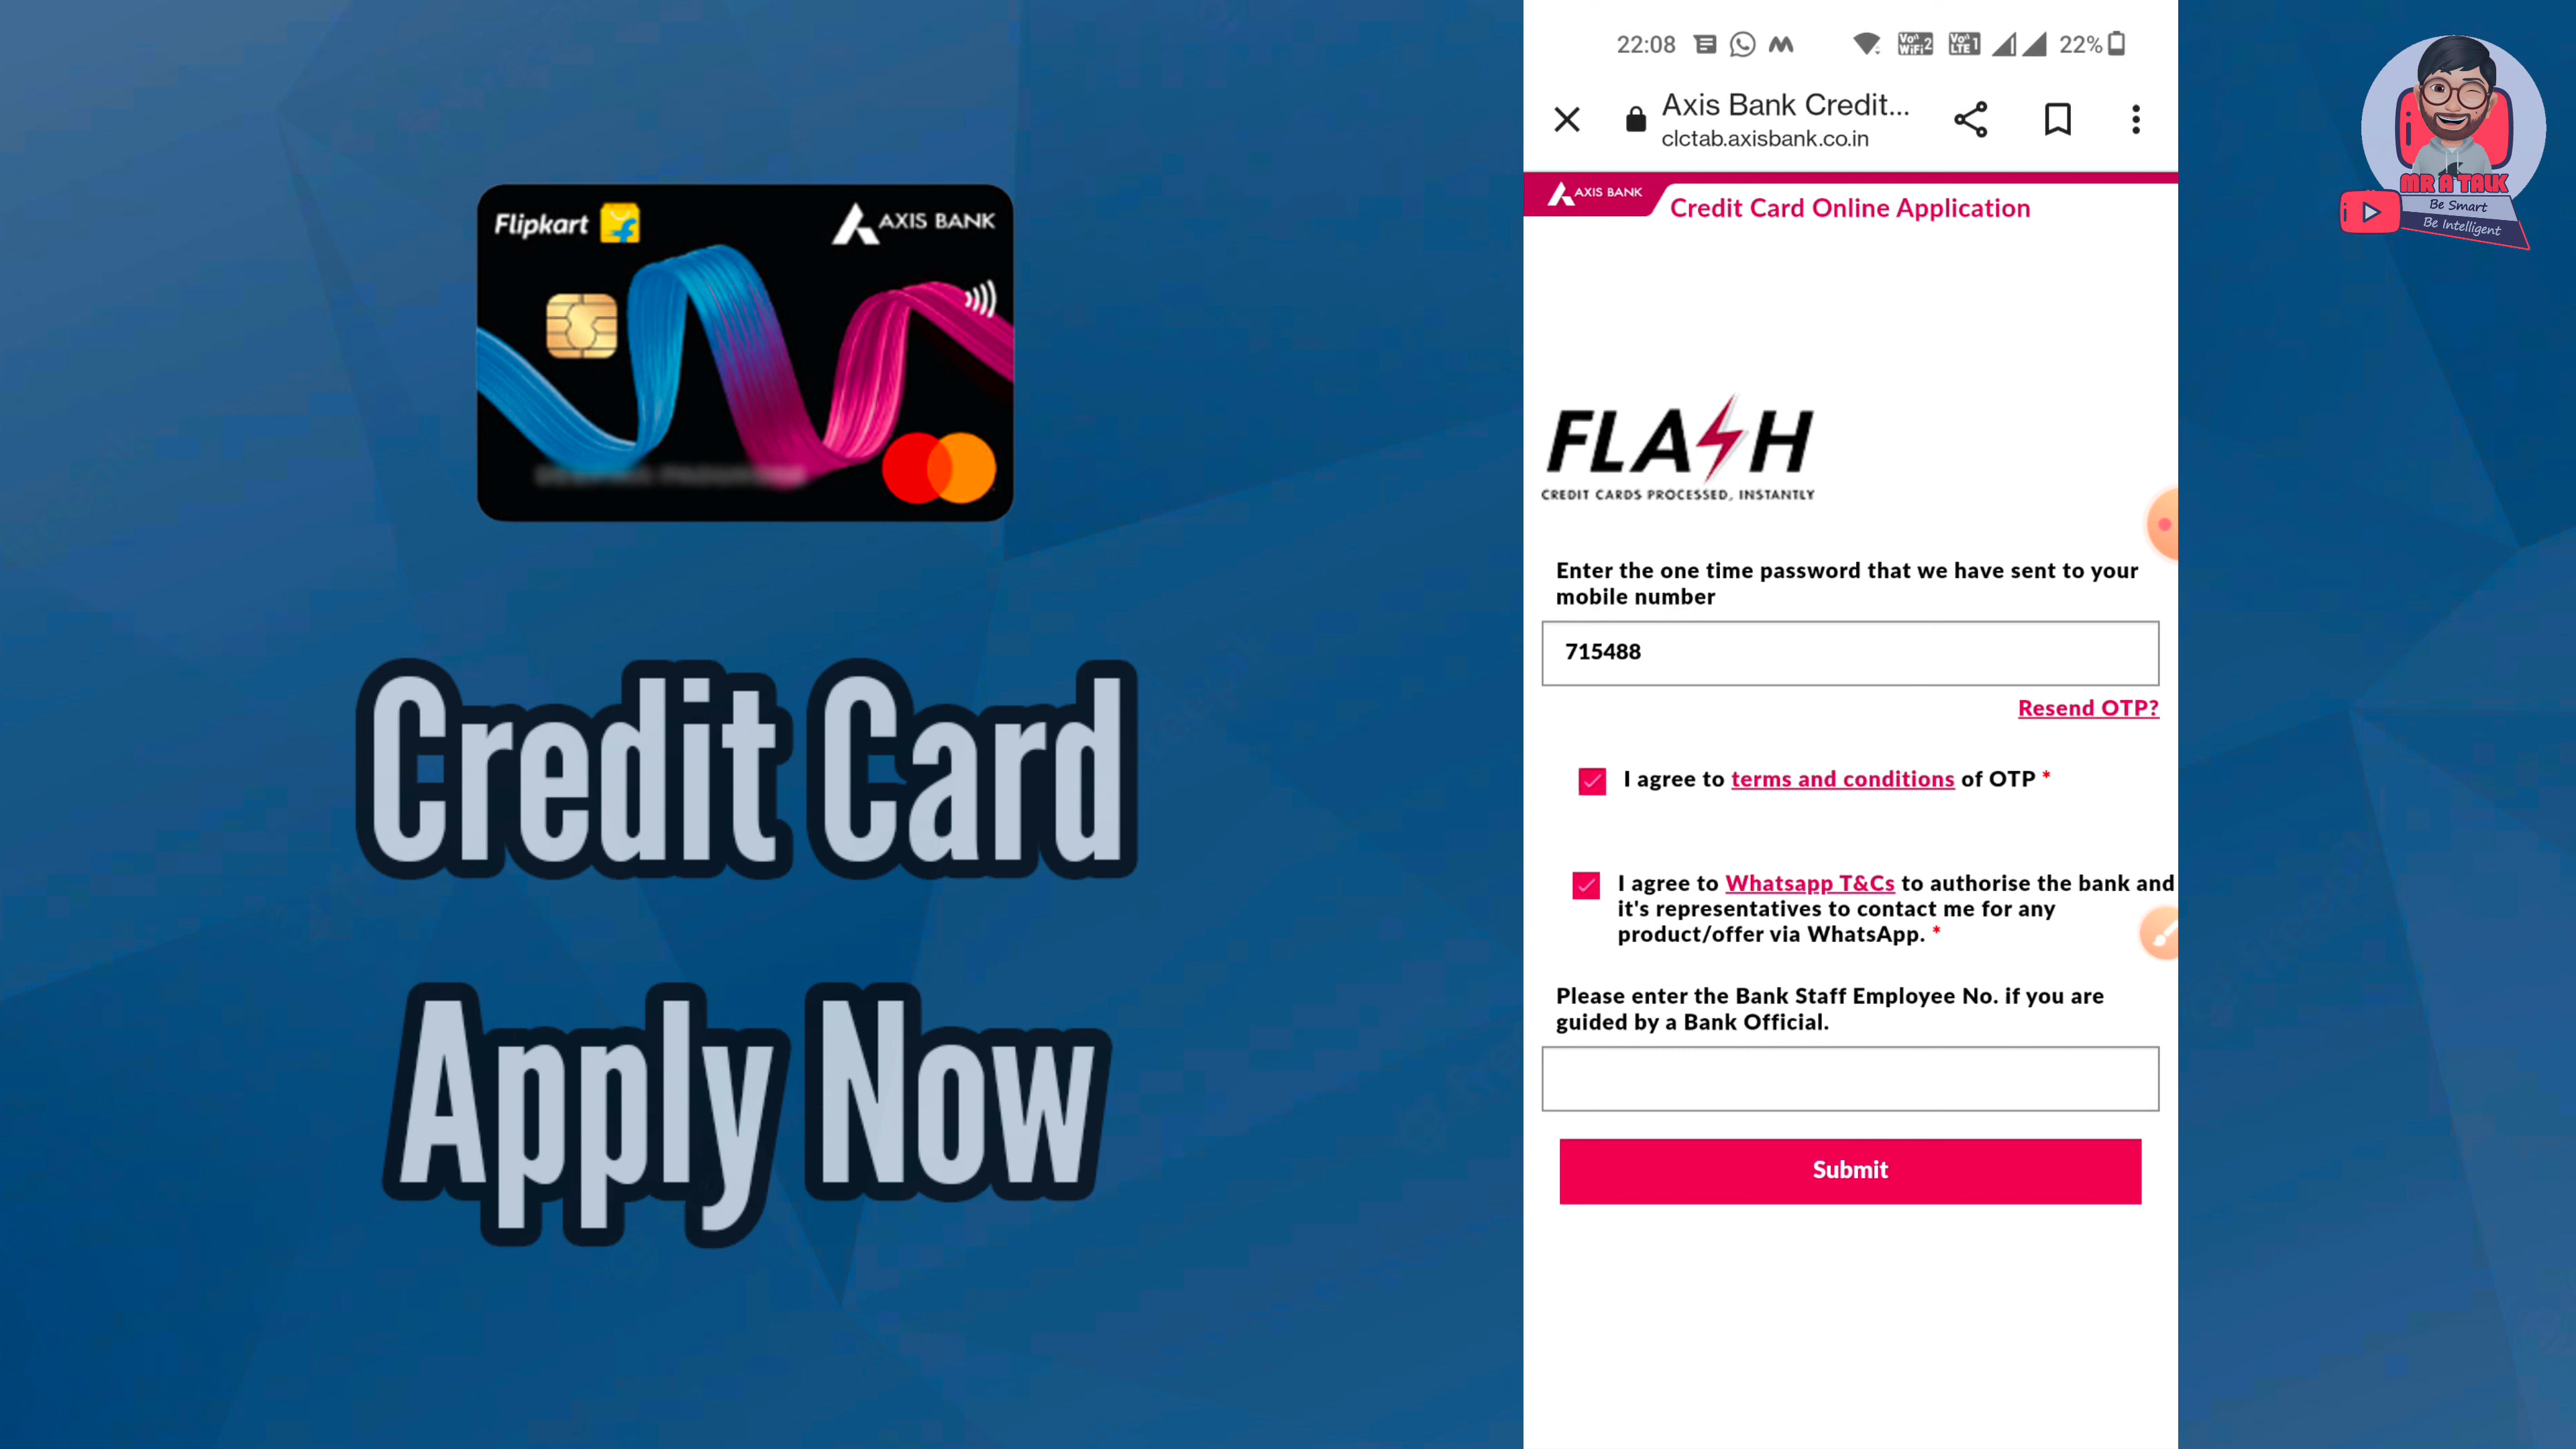 Flipkart
AXIS BANK
Credit Card
Apply Now
22:08
Vo))
WiFi2
Vo))
LTE1
22%
Axis Bank Credit...
clctab.axisbank.co.in
AXIS BANK
Credit Card Online Application
FLASH
CREDIT CARDS PROCESSED, INSTANTLY
Enter the one time password that we have sent to your
mobile number
715488
Resend OTP?
I agree to terms and conditions of OTP *
I agree to Whatsapp T&Cs to authorise the bank and
it's representatives to contact me for any
product/offer via WhatsApp. *
Please enter the Bank Staff Employee No. if you are
guided by a Bank Official.
Submit
MR A TALK
Be Smart
Be Intelligent